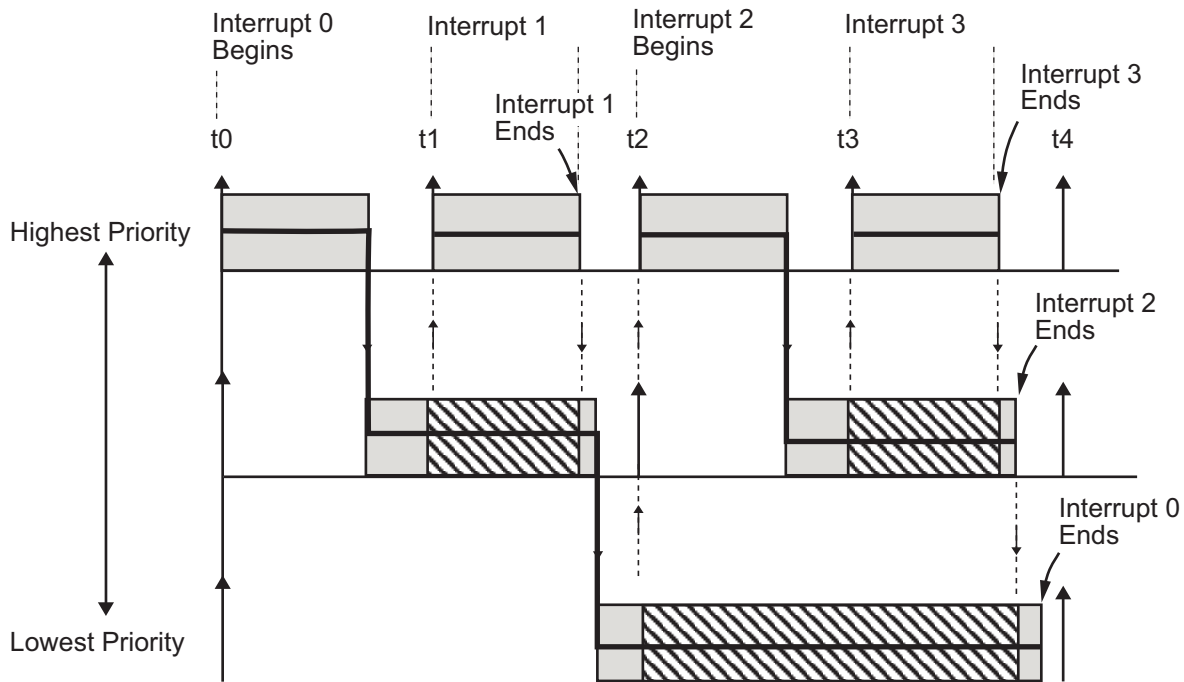 Interrupt 0
Begins
Interrupt 1
Interrupt 2
Begins
Interrupt 3
Interrupt 1
Ends
Interrupt 3
Ends
t0
t1
t2
t3
t4
Highest Priority
Interrupt 2
Ends
Interrupt 0
Ends
Lowest Priority